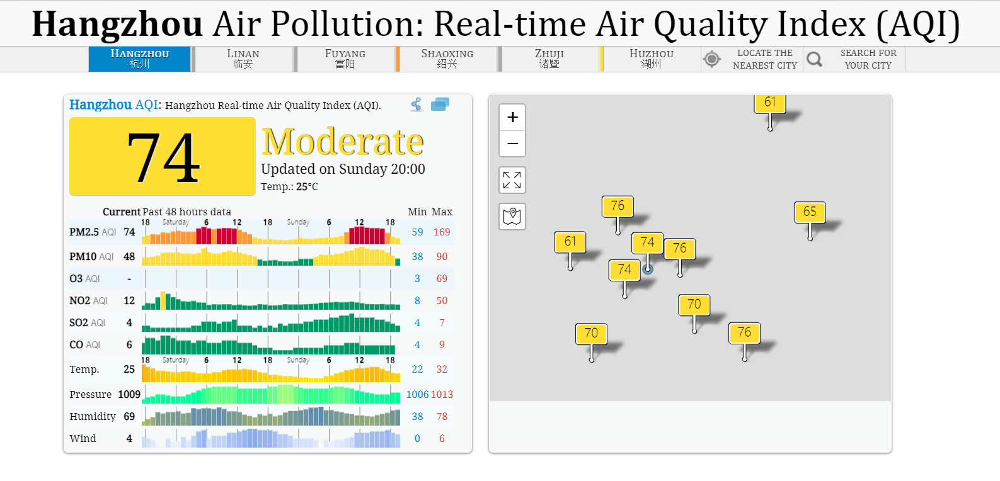 Hangzhou Air Pollution: Real-time Air Quality Index (AQI)
HANGZHOU LINAN FUYANG SHAOXING ZHUJI HUZHOU LOCATE THE SEARCH FOR
杭州 临安 富阳 绍兴 诸暨 湖州 NEAREST CITY YOUR CITY
Hangzhou AQI: Hangzhou Real-time Air Quality Index (AQI).
74
Moderate
Updated on Sunday 20:00
Temp.: 25°C
Current Past 48 hours data Min Max
18 Saturday 6 12 18 Sunday 6 12 18
PM2.5 AQI 74 59 169
PM10 AQI 48 38 90
O3 AQI - 3 69
NO2 AQI 12 8 50
SO2 AQI 4 4 7
CO AQI 6 4 9
18 Saturday 6 12 18 Sunday 6 12 18
Temp. 25 22 32
Pressure 1009 1006 1013
Humidity 69 38 78
Wind 4 0 6
+
−
61
76
65
61
74
76
74
70
70
76